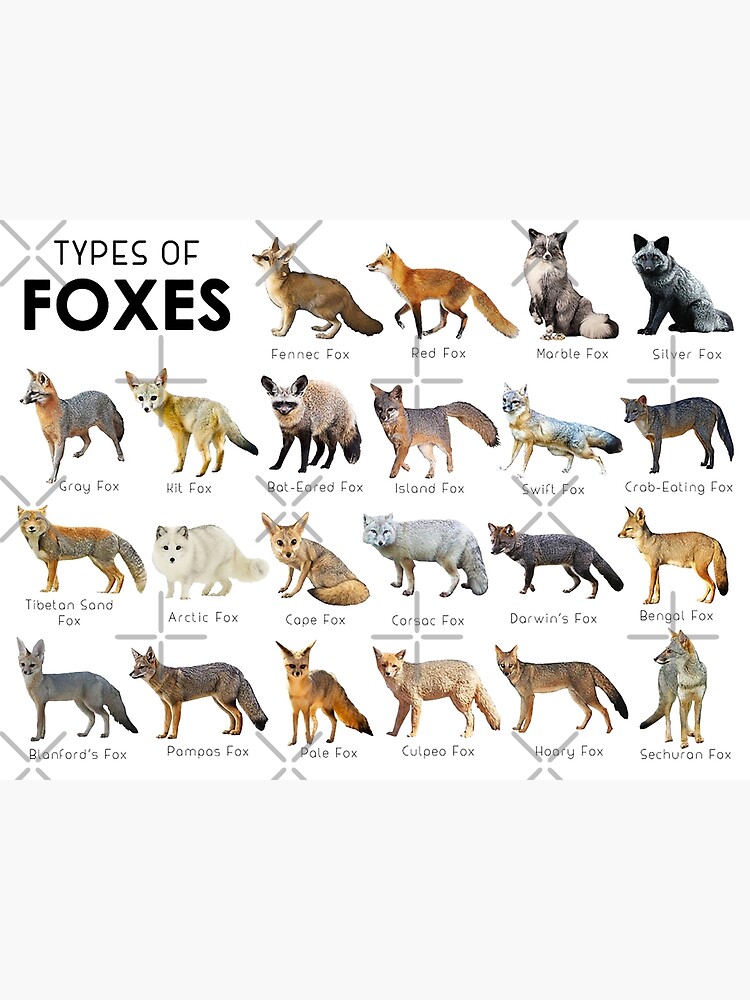 TYPES OF
FOXES
Fennec Fox
Red Fox
Marble Fox
Silver Fox
Gray Fox
Kit Fox
Bat-Eared Fox
Island Fox
Swift Fox
Crab-Eating Fox
Tibetan Sand
Fox
Arctic Fox
Cape Fox
Corsac Fox
Darwin's Fox
Bengal Fox
Blanford's Fox
Pampas Fox
Pale Fox
Culpeo Fox
Hoary Fox
Sechuran Fox